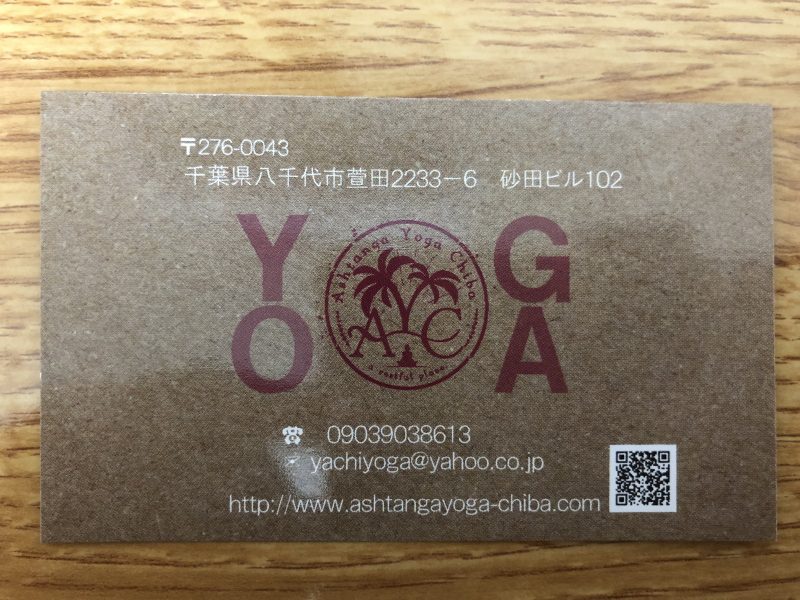 〒276-0043
千葉県八千代市萱田2233-6 砂田ビル102
Y G
Ashtanga Yoga Chiba
AYC
a restful place
O A
☎ 09039038613
✉ yachiyoga@yahoo.co.jp
http://www.ashtangayoga-chiba.com